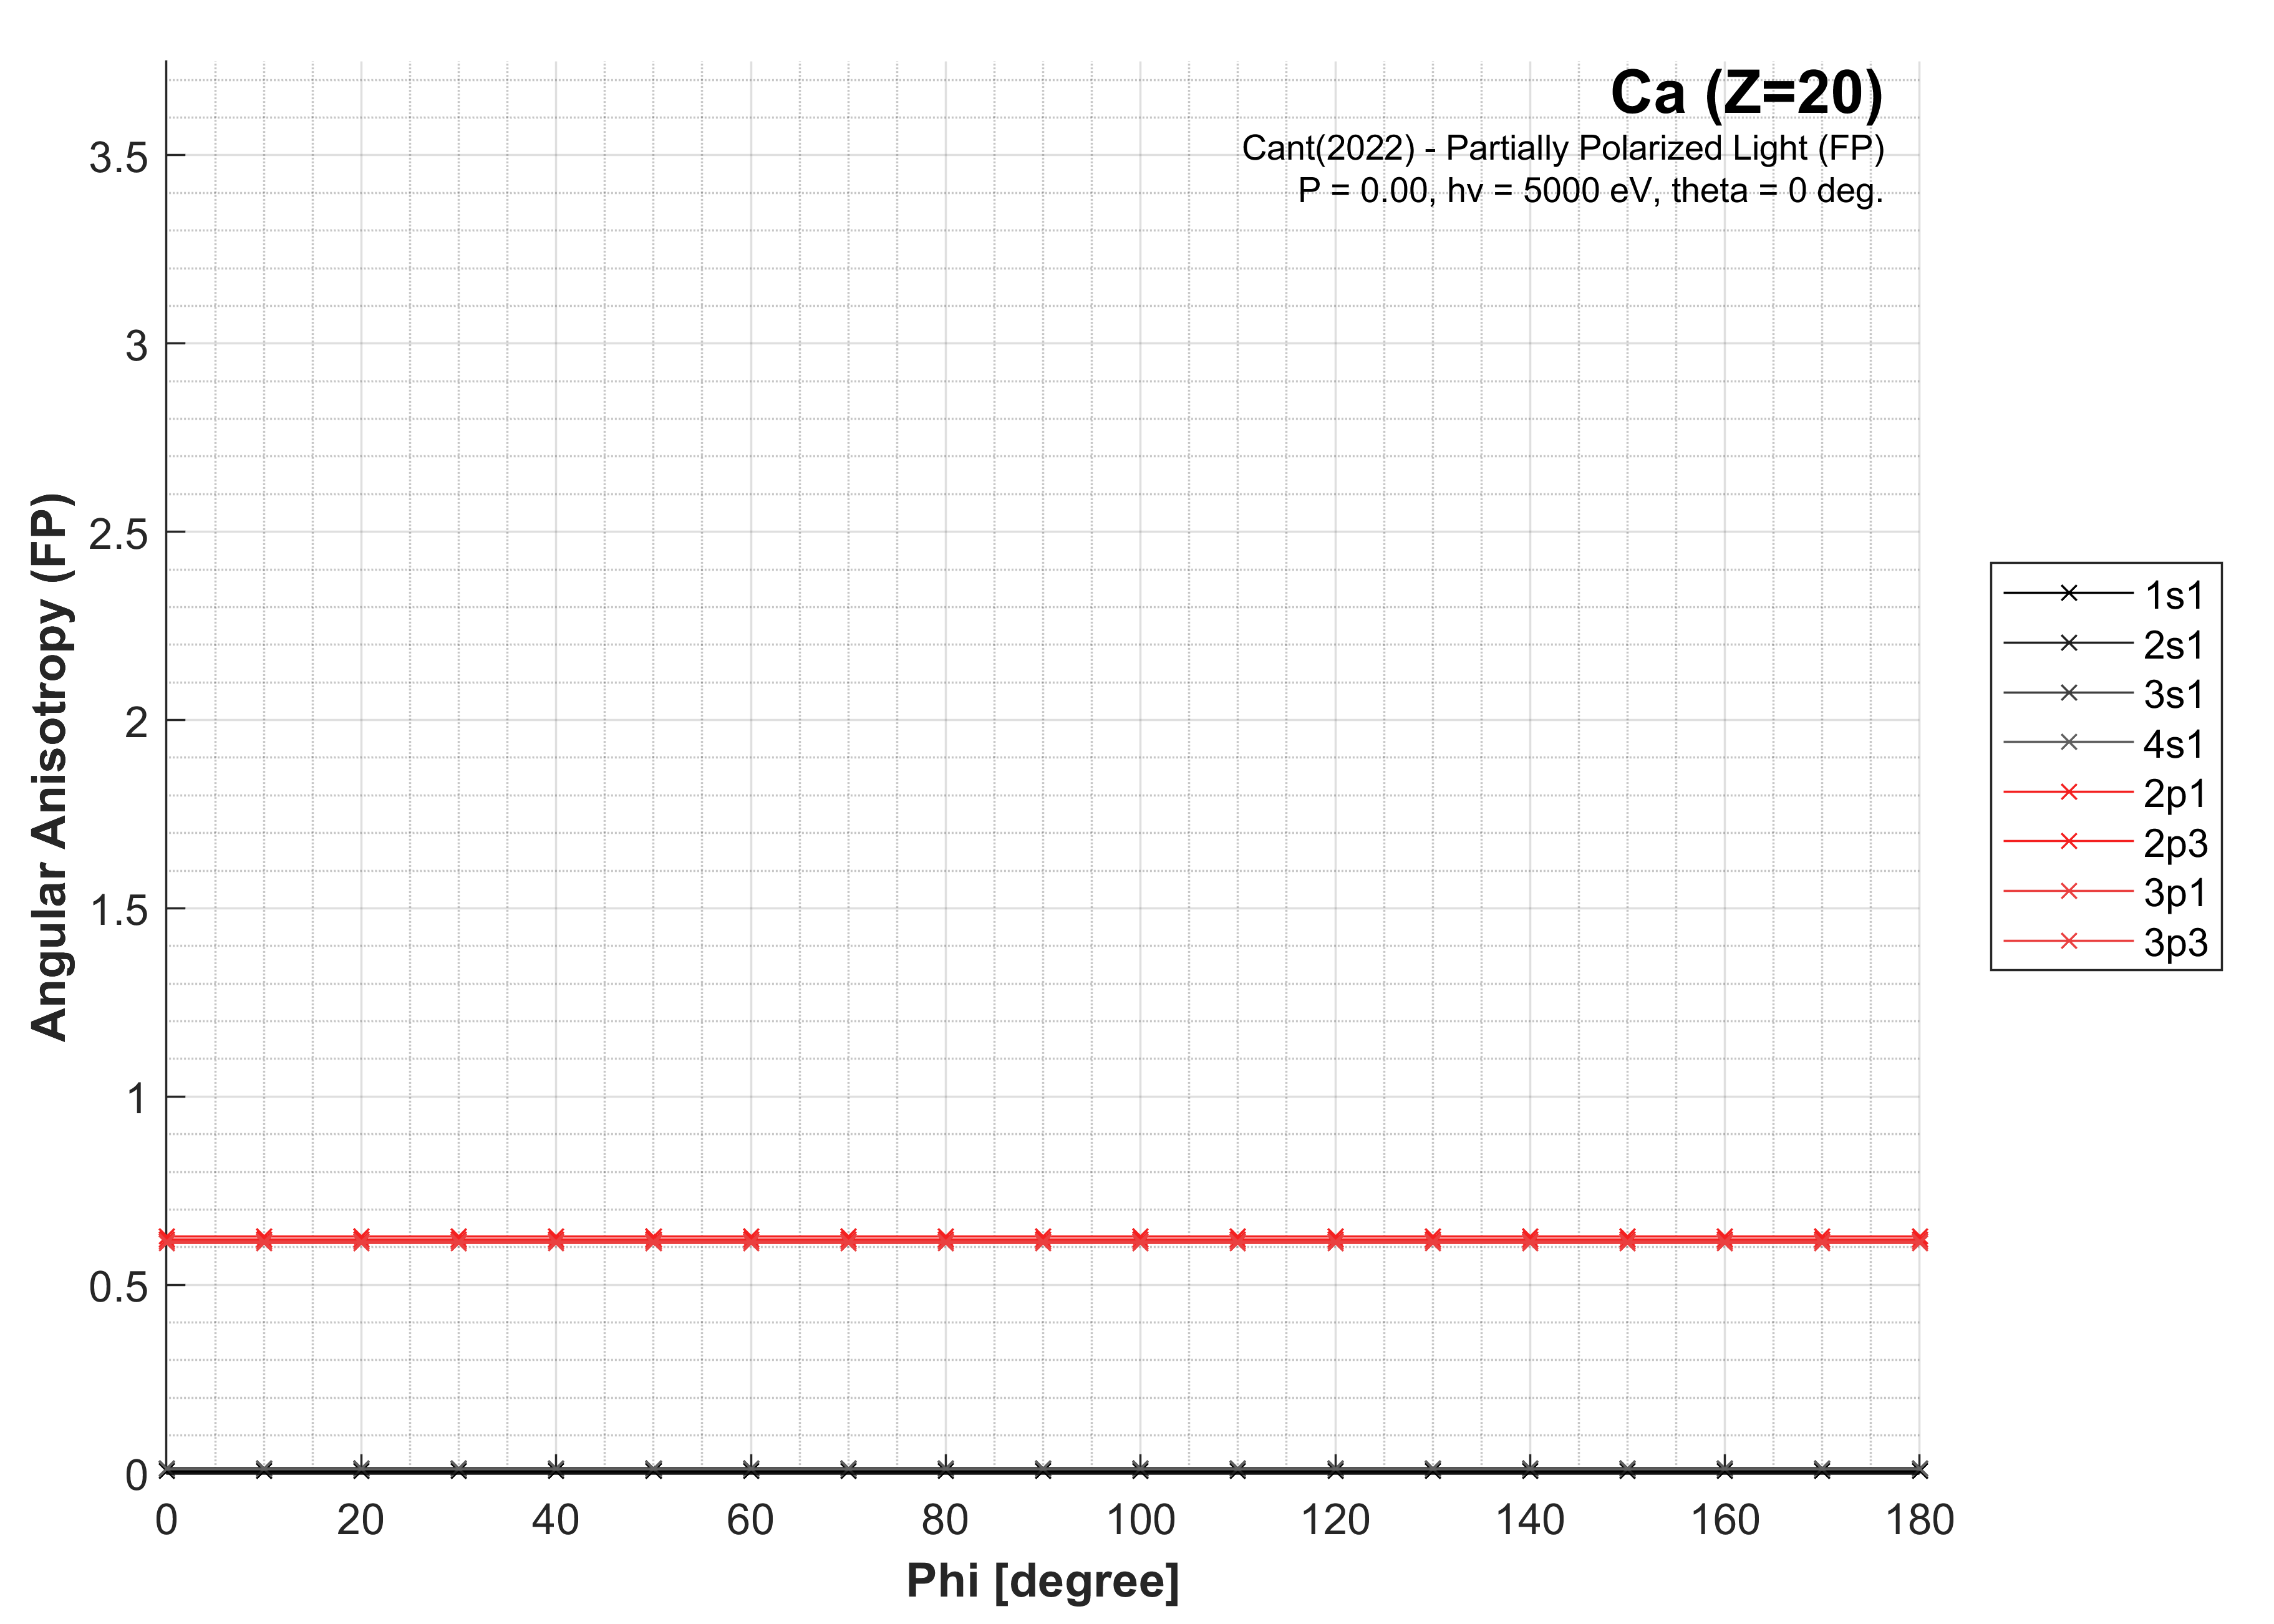 Ca (Z=20)
Cant(2022) - Partially Polarized Light (FP)
P = 0.00, hv = 5000 eV, theta = 0 deg.
Angular Anisotropy (FP)
3.5
3
2.5
2
1.5
1
0.5
0
0 20 40 60 80 100 120 140 160 180
Phi [degree]
1s1
2s1
3s1
4s1
2p1
2p3
3p1
3p3